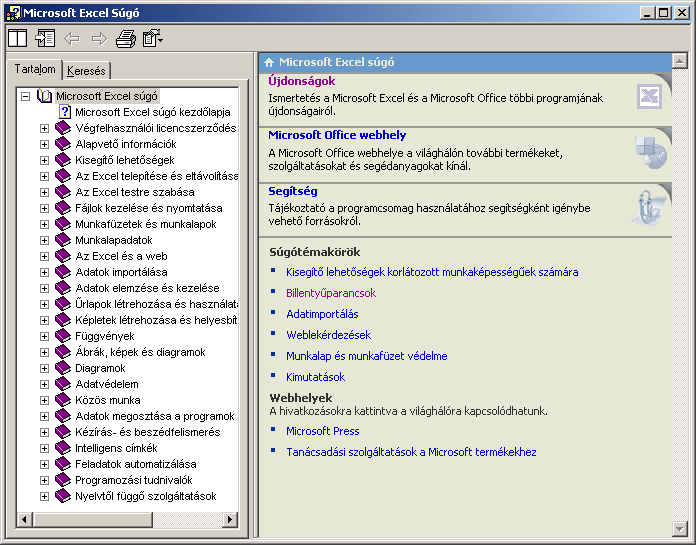 Microsoft Excel Súgó
Tartalom
Keresés
Microsoft Excel súgó
Microsoft Excel súgó kezdőlapja
Végfelhasználói licencszerződés
Alapvető információk
Kisegítő lehetőségek
Az Excel telepítése és eltávolítása
Az Excel testre szabása
Fájlok kezelése és nyomtatása
Munkafüzetek és munkalapok
Munkalapadatok
Az Excel és a web
Adatok importálása
Adatok elemzése és kezelése
Űrlapok létrehozása és használata
Képletek létrehozása és helyesbít
Függvények
Ábrák, képek és diagramok
Diagramok
Adatvédelem
Közös munka
Adatok megosztása a programok
Kézírás- és beszédfelismerés
Intelligens címkék
Feladatok automatizálása
Programozási tudnivalók
Nyelvtől függő szolgáltatások
Microsoft Excel súgó
Újdonságok
Ismertetés a Microsoft Excel és a Microsoft Office többi programjának
újdonságairól.
Microsoft Office webhely
A Microsoft Office webhelye a világhálón további termékeket,
szolgáltatásokat és segédanyagokat kínál.
Segítség
Tájékoztató a programcsomag használatához segítségként igénybe
vehető forrásokról.
Súgótémakörök
Kisegítő lehetőségek korlátozott munkaképességűek számára
Billentyűparancsok
Adatimportálás
Weblekérdezések
Munkalap és munkafüzet védelme
Kimutatások
Webhelyek
A hivatkozásokra kattintva a világhálóra kapcsolódhatunk.
Microsoft Press
Tanácsadási szolgáltatások a Microsoft termékekhez